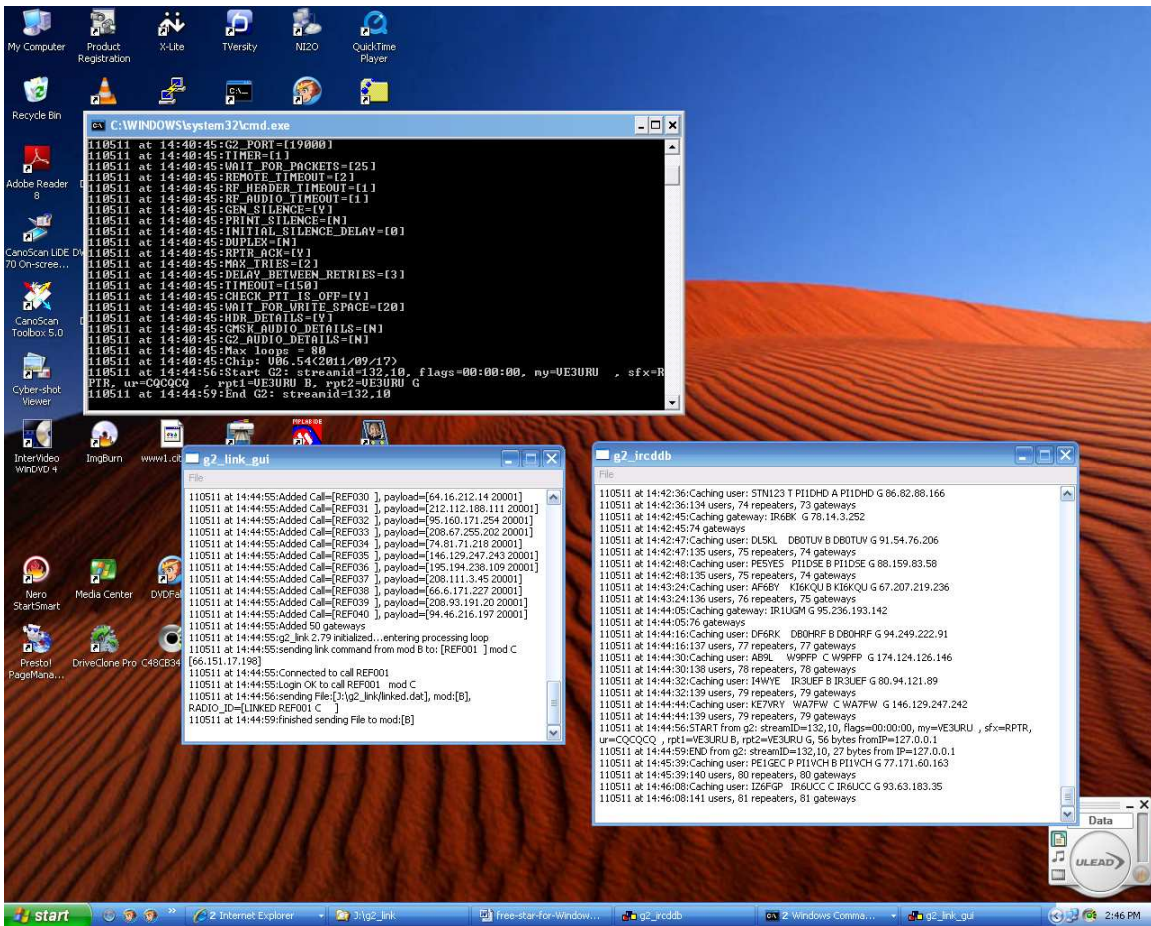 My Computer
Product Registration
X-Lite
TVersity
NI2O
QuickTime Player
Recycle Bin
Adobe Reader 8
CanoScan LiDE 70 On-scree...
CanoScan Toolbox 5.0
Cyber-shot Viewer
C:\WINDOWS\system32\cmd.exe
110511 at 14:40:45:G2_PORT=[19000]
110511 at 14:40:45:TIMER=[1]
110511 at 14:40:45:WAIT_FOR_PACKETS=[25]
110511 at 14:40:45:REMOTE_TIMEOUT=[2]
110511 at 14:40:45:RF_HEADER_TIMEOUT=[1]
110511 at 14:40:45:RF_AUDIO_TIMEOUT=[1]
110511 at 14:40:45:GEN_SILENCE=[Y]
110511 at 14:40:45:PRINT_SILENCE=[N]
110511 at 14:40:45:INITIAL_SILENCE_DELAY=[0]
110511 at 14:40:45:DUPLEX=[N]
110511 at 14:40:45:RPTR_ACK=[Y]
110511 at 14:40:45:MAX_TRIES=[2]
110511 at 14:40:45:DELAY_BETWEEN_RETRIES=[3]
110511 at 14:40:45:TIMEOUT=[150]
110511 at 14:40:45:CHECK_PTT_IS_OFF=[Y]
110511 at 14:40:45:WAIT_FOR_WRITE_SPACE=[20]
110511 at 14:40:45:HDR_DETAILS=[Y]
110511 at 14:40:45:GMSK_AUDIO_DETAILS=[N]
110511 at 14:40:45:G2_AUDIO_DETAILS=[N]
110511 at 14:40:45:Max loops = 80
110511 at 14:40:45:Chip: V06.54(2011/09/17)
110511 at 14:44:56:Start G2: streamid=132,10, flags=00:00:00, my=VE3URU , sfx=R
PTR, ur=CQCQCQ , rpt1=VE3URU B, rpt2=VE3URU G
110511 at 14:44:59:End G2: streamid=132,10
InterVideo WinDVD 4
ImgBurn
www1.cit
MPLAB IDE
g2_link_gui
File
110511 at 14:44:55:Added Call=[REF030 ], payload=[64.16.212.14 20001]
110511 at 14:44:55:Added Call=[REF031 ], payload=[212.112.188.111 20001]
110511 at 14:44:55:Added Call=[REF032 ], payload=[95.160.171.254 20001]
110511 at 14:44:55:Added Call=[REF033 ], payload=[208.67.255.202 20001]
110511 at 14:44:55:Added Call=[REF034 ], payload=[74.81.71.218 20001]
110511 at 14:44:55:Added Call=[REF035 ], payload=[146.129.247.243 20001]
110511 at 14:44:55:Added Call=[REF036 ], payload=[195.194.238.109 20001]
110511 at 14:44:55:Added Call=[REF037 ], payload=[208.111.3.45 20001]
110511 at 14:44:55:Added Call=[REF038 ], payload=[66.6.171.227 20001]
110511 at 14:44:55:Added Call=[REF039 ], payload=[208.93.191.20 20001]
110511 at 14:44:55:Added Call=[REF040 ], payload=[94.46.216.197 20001]
110511 at 14:44:55:Added 50 gateways
110511 at 14:44:55:g2_link 2.79 initialized...entering processing loop
110511 at 14:44:55:sending link command from mod B to: [REF001 ] mod C
[66.151.17.198]
110511 at 14:44:55:Connected to call REF001
110511 at 14:44:55:Login OK to call REF001 mod C
110511 at 14:44:56:sending File:[J:\g2_link/linked.dat], mod:[B],
RADIO_ID=[LINKED REF001 C ]
110511 at 14:44:59:finished sending File to mod:[B]
g2_ircddb
File
110511 at 14:42:36:Caching user: STN123 T PI1DHD A PI1DHD G 86.82.88.166
110511 at 14:42:36:134 users, 74 repeaters, 73 gateways
110511 at 14:42:45:Caching gateway: IR6BK G 78.14.3.252
110511 at 14:42:45:74 gateways
110511 at 14:42:47:Caching user: DL5KL DB0TUV B DB0TUV G 91.54.76.206
110511 at 14:42:47:135 users, 75 repeaters, 74 gateways
110511 at 14:42:48:Caching user: PE5YES PI1DSE B PI1DSE G 88.159.83.58
110511 at 14:42:48:135 users, 75 repeaters, 74 gateways
110511 at 14:43:24:Caching user: AF6BY KI6KQU B KI6KQU G 67.207.219.236
110511 at 14:43:24:136 users, 76 repeaters, 75 gateways
110511 at 14:44:05:Caching gateway: IR1UGM G 95.236.193.142
110511 at 14:44:05:76 gateways
110511 at 14:44:16:Caching user: DF6RK DB0HRF B DB0HRF G 94.249.222.91
110511 at 14:44:16:137 users, 77 repeaters, 77 gateways
110511 at 14:44:30:Caching user: AB9L W9PFP C W9PFP G 174.124.126.146
110511 at 14:44:30:138 users, 78 repeaters, 78 gateways
110511 at 14:44:32:Caching user: I4WYE IR3UEF B IR3UEF G 80.94.121.89
110511 at 14:44:32:139 users, 79 repeaters, 79 gateways
110511 at 14:44:44:Caching user: KE7VRY WA7FW C WA7FW G 146.129.247.242
110511 at 14:44:44:139 users, 79 repeaters, 79 gateways
110511 at 14:44:56:START from g2: streamID=132,10, flags=00:00:00, my=VE3URU , sfx=RPTR,
ur=CQCQCQ , rpt1=VE3URU B, rpt2=VE3URU G, 56 bytes fromIP=127.0.0.1
110511 at 14:44:59:END from g2: streamID=132,10, 27 bytes from IP=127.0.0.1
110511 at 14:45:39:Caching user: PE1GEC P PI1VCH B PI1VCH G 77.171.60.163
110511 at 14:45:39:140 users, 80 repeaters, 80 gateways
110511 at 14:46:08:Caching user: IZ6FGP IR6UCC C IR6UCC G 93.63.183.35
110511 at 14:46:08:141 users, 81 repeaters, 81 gateways
Nero StartSmart
Media Center
DVDFa
Presto! PageMana...
DriveClone Pro
C48CB34
Data
ULEAD
start
2 Internet Explorer
J:\g2_link
free-star-for-Window...
g2_ircddb
2 Windows Comma...
g2_link_gui
2:46 PM